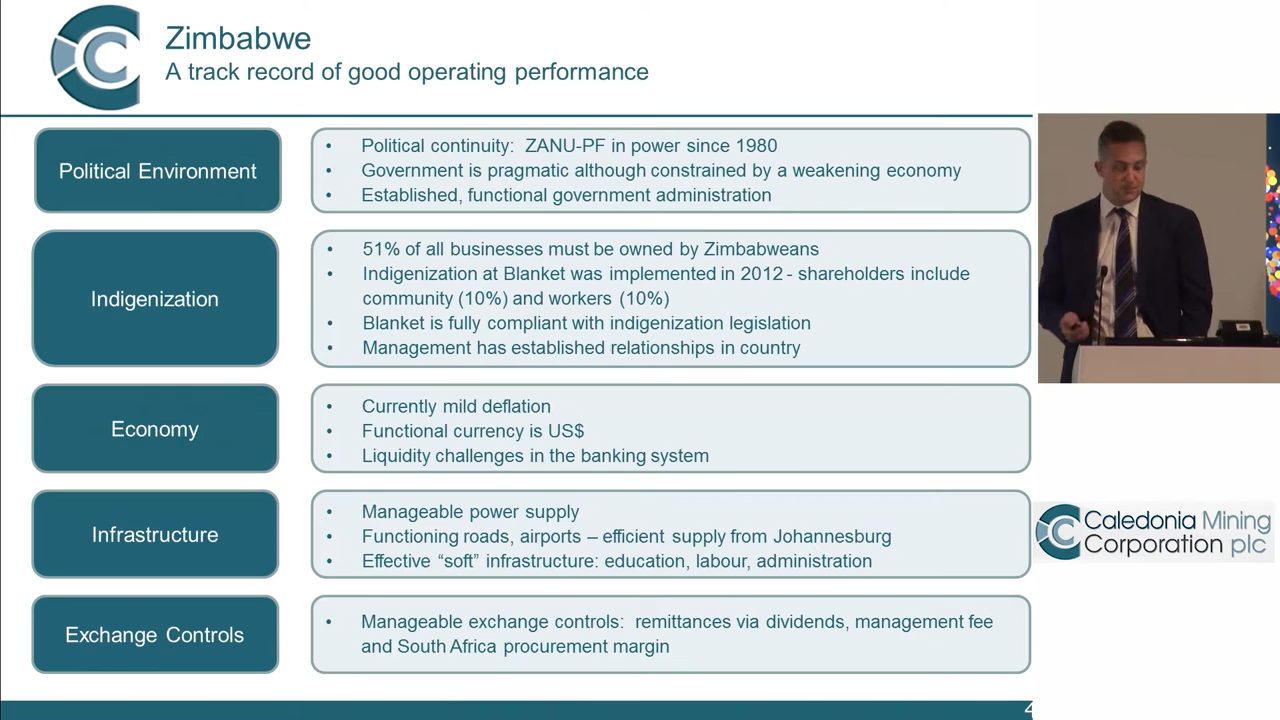 Zimbabwe
A track record of good operating performance
Political Environment
• Political continuity: ZANU-PF in power since 1980
• Government is pragmatic although constrained by a weakening economy
• Established, functional government administration
Indigenization
• 51% of all businesses must be owned by Zimbabweans
• Indigenization at Blanket was implemented in 2012 - shareholders include
community (10%) and workers (10%)
• Blanket is fully compliant with indigenization legislation
• Management has established relationships in country
Economy
• Currently mild deflation
• Functional currency is US$
• Liquidity challenges in the banking system
Infrastructure
• Manageable power supply
• Functioning roads, airports – efficient supply from Johannesburg
• Effective “soft” infrastructure: education, labour, administration
Exchange Controls
• Manageable exchange controls: remittances via dividends, management fee
and South Africa procurement margin
Caledonia Mining
Corporation plc
4